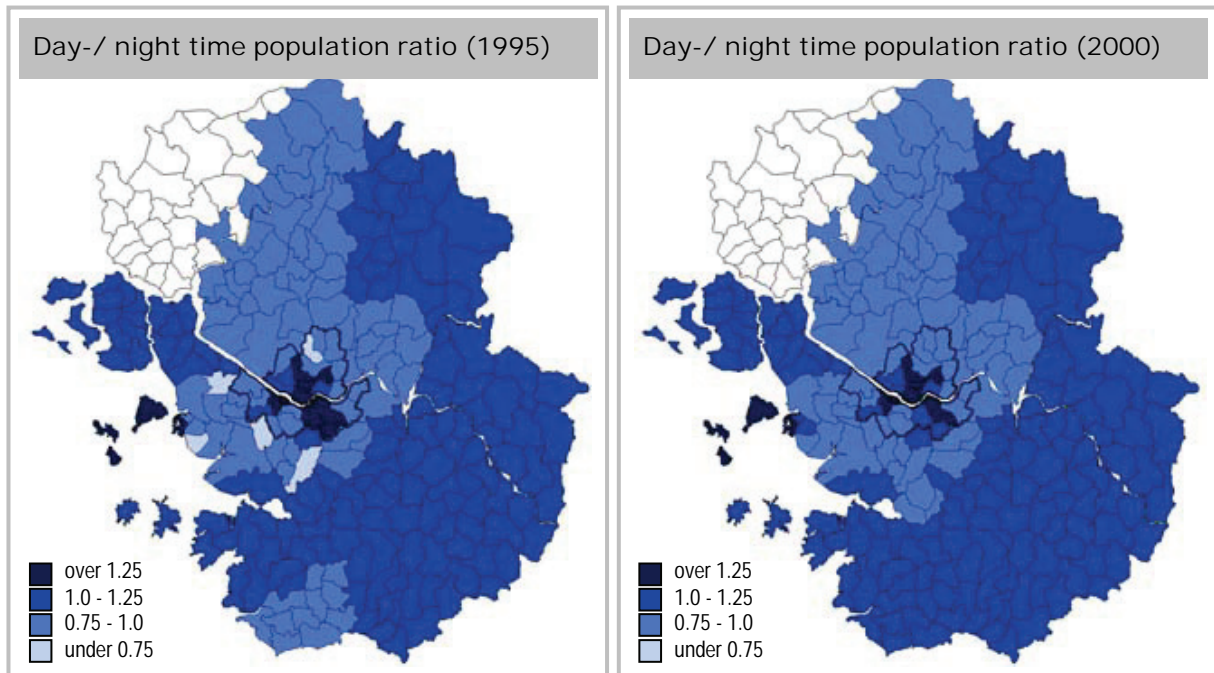 Day-/ night time population ratio (1995)
over 1.25
1.0 - 1.25
0.75 - 1.0
under 0.75
Day-/ night time population ratio (2000)
over 1.25
1.0 - 1.25
0.75 - 1.0
under 0.75